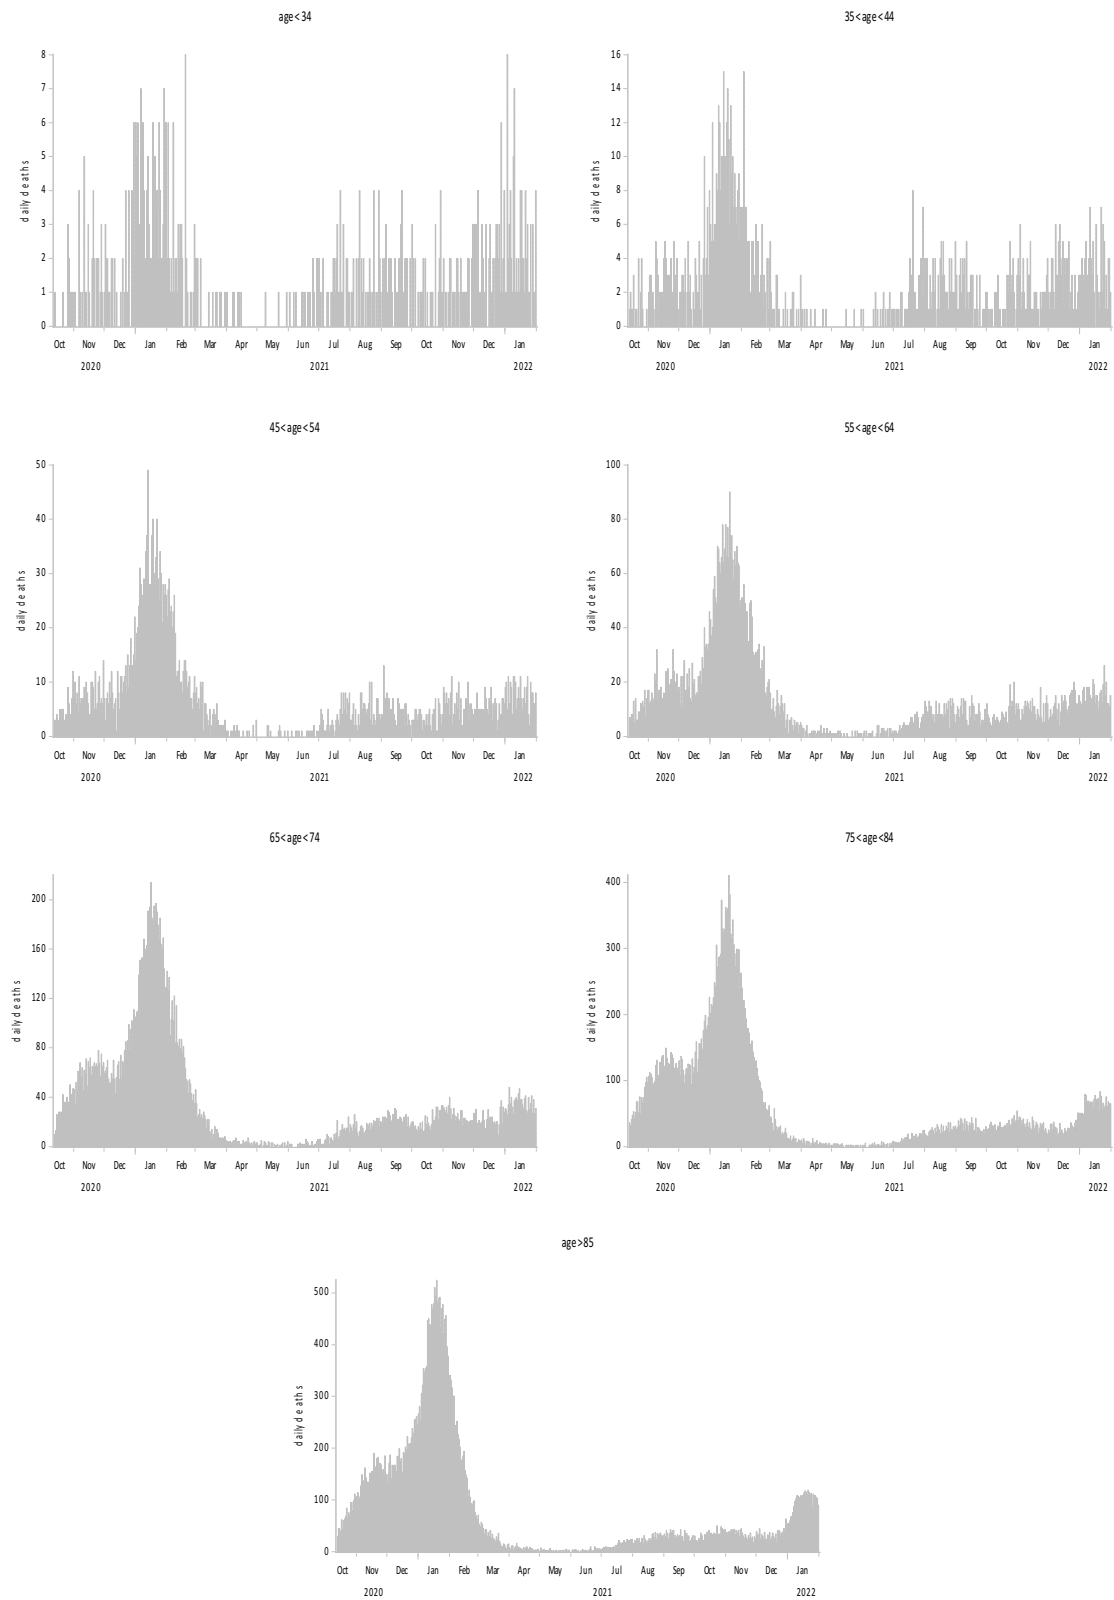 age<34
35<age<44
8
7
6
5
4
3
2
1
0
daily deaths
16
14
12
10
8
6
4
2
0
daily deaths
Oct Nov Dec Jan Feb Mar Apr May Jun Jul Aug Sep Oct Nov Dec Jan
2020 2021 2022
Oct Nov Dec Jan Feb Mar Apr May Jun Jul Aug Sep Oct Nov Dec Jan
2020 2021 2022
45<age<54
55<age<64
50
40
30
20
10
0
daily deaths
100
80
60
40
20
0
daily deaths
Oct Nov Dec Jan Feb Mar Apr May Jun Jul Aug Sep Oct Nov Dec Jan
2020 2021 2022
Oct Nov Dec Jan Feb Mar Apr May Jun Jul Aug Sep Oct Nov Dec Jan
2020 2021 2022
65<age<74
75<age<84
200
160
120
80
40
0
daily deaths
400
300
200
100
0
daily deaths
Oct Nov Dec Jan Feb Mar Apr May Jun Jul Aug Sep Oct Nov Dec Jan
2020 2021 2022
Oct Nov Dec Jan Feb Mar Apr May Jun Jul Aug Sep Oct Nov Dec Jan
2020 2021 2022
age>85
500
400
300
200
100
0
daily deaths
Oct Nov Dec Jan Feb Mar Apr May Jun Jul Aug Sep Oct Nov Dec Jan
2020 2021 2022